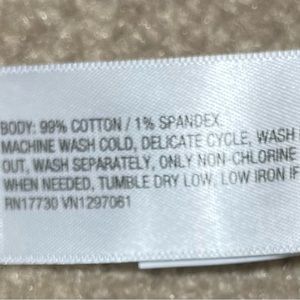 BODY: 99% COTTON / 1% SPANDEX.
MACHINE WASH COLD, DELICATE CYCLE, WASH
OUT, WASH SEPARATELY, ONLY NON-CHLORINE
WHEN NEEDED, TUMBLE DRY LOW, LOW IRON IF
RN17730 VN1297061